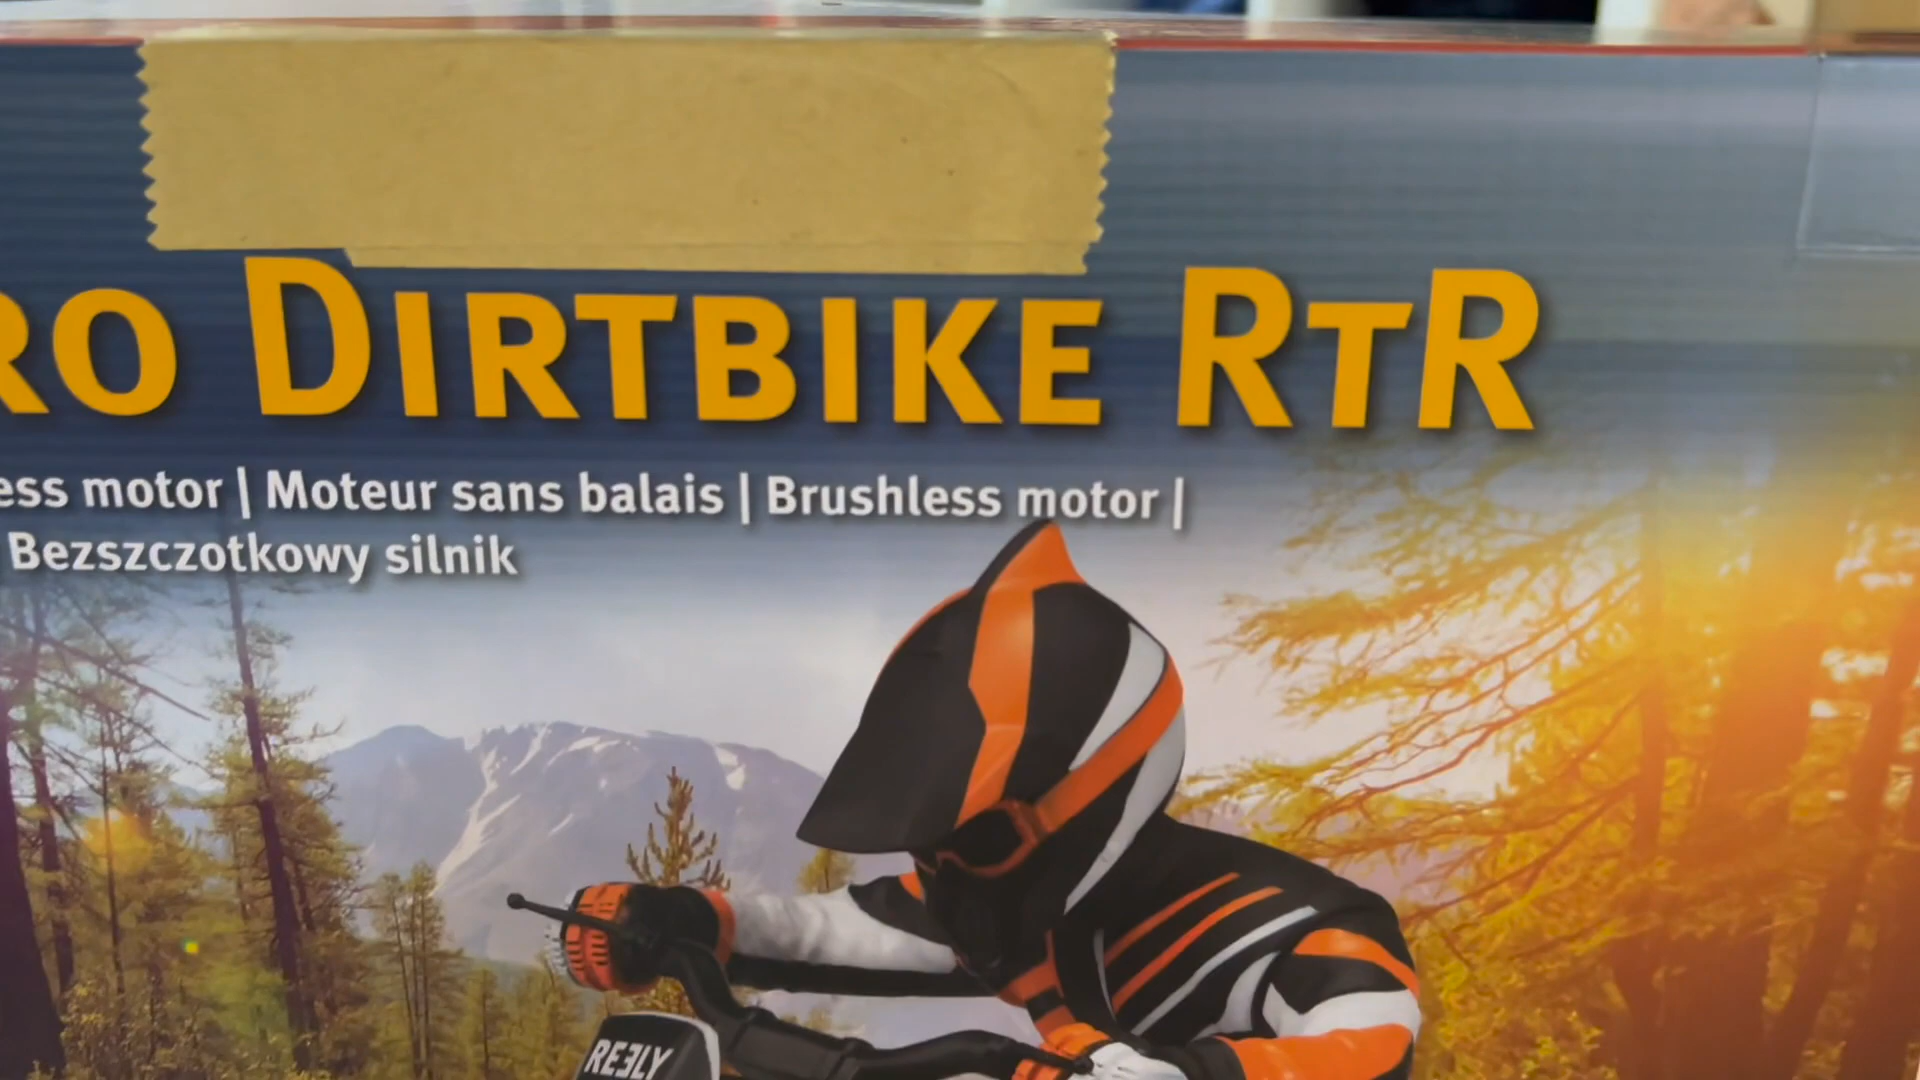 RO DIRTBIKE RTR
ess motor | Moteur sans balais | Brushless motor |
Bezszczotkowy silnik
REELY